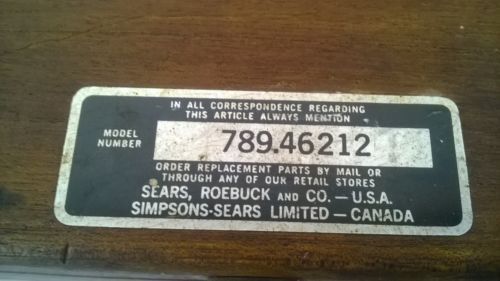 IN ALL CORRESPONDENCE REGARDING
THIS ARTICLE ALWAYS MENTION
MODEL
NUMBER
789.46212
ORDER REPLACEMENT PARTS BY MAIL OR
THROUGH ANY OF OUR RETAIL STORES
SEARS, ROEBUCK AND CO. – U.S.A.
SIMPSONS-SEARS LIMITED – CANADA